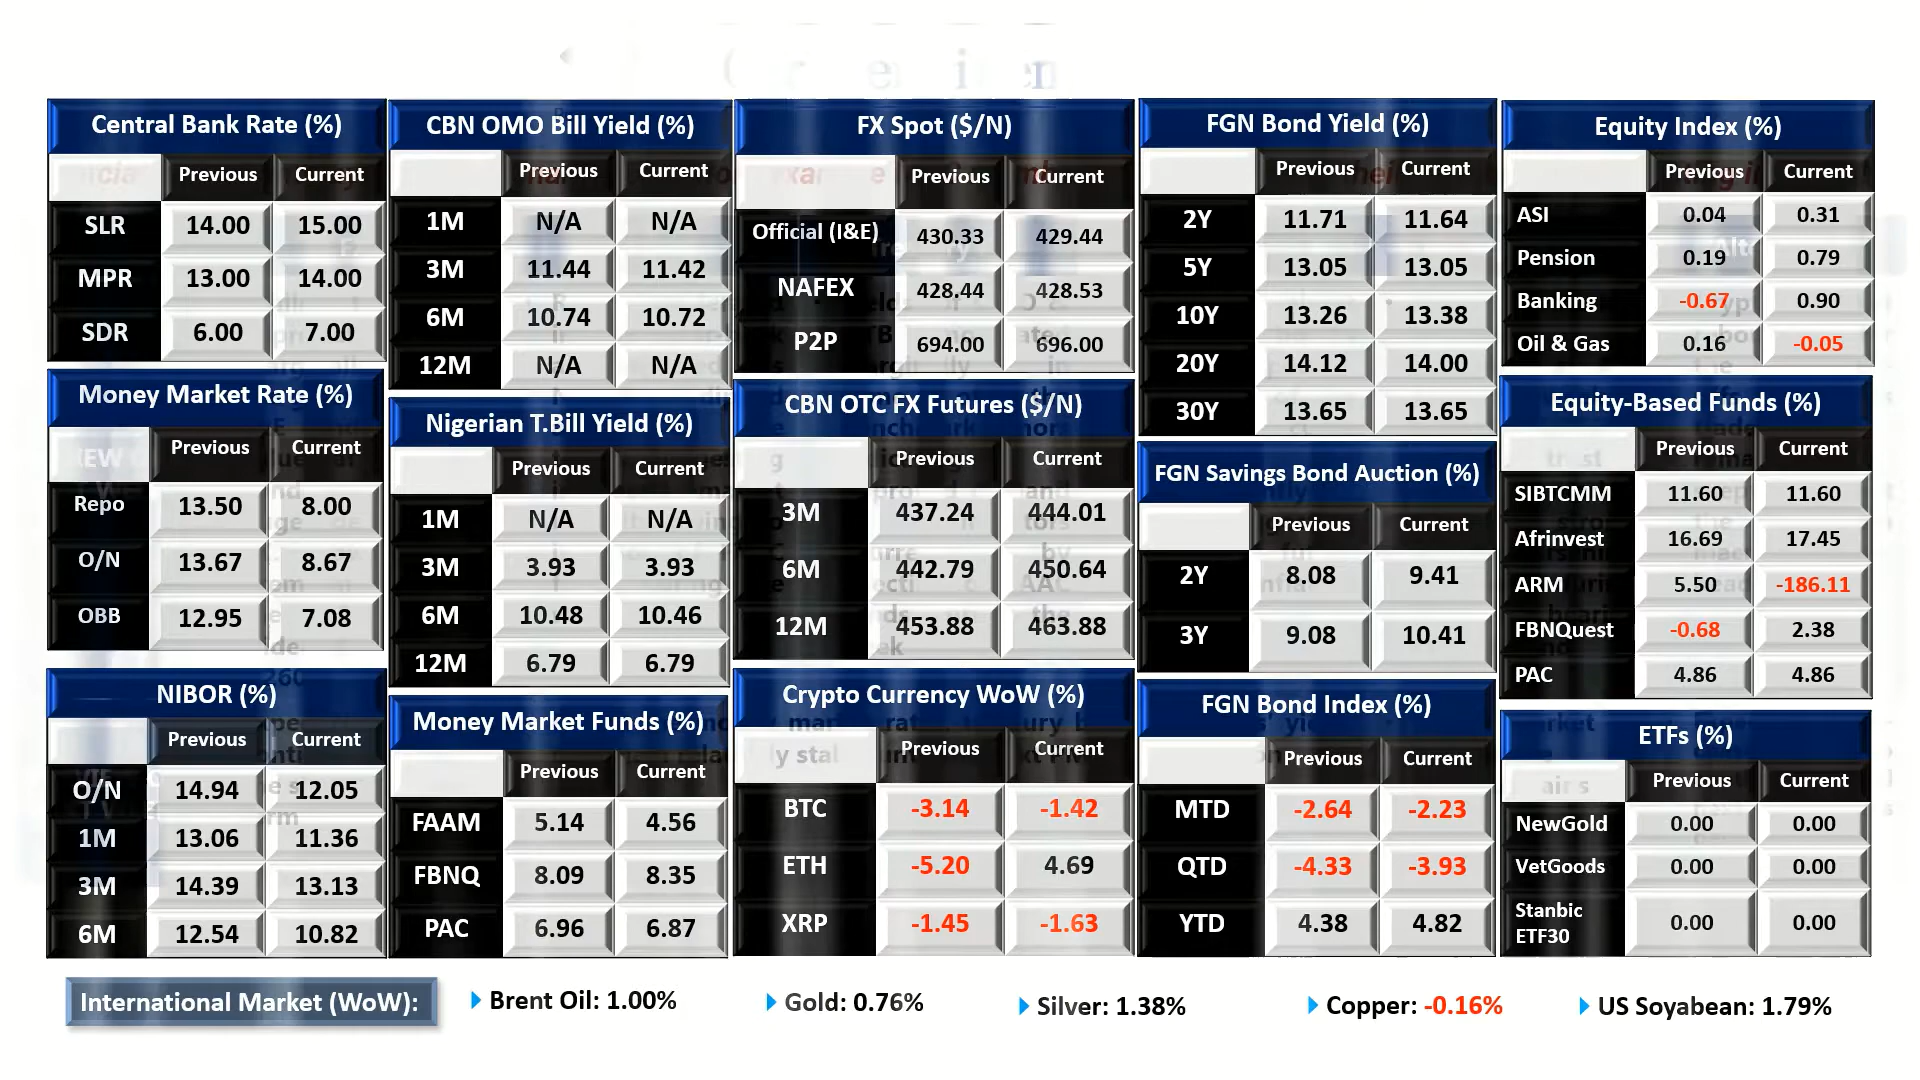 Central Bank Rate (%)
Previous Current
SLR 14.00 15.00
MPR 13.00 14.00
SDR 6.00 7.00
Money Market Rate (%)
Previous Current
Repo 13.50 8.00
O/N 13.67 8.67
OBB 12.95 7.08
NIBOR (%)
Previous Current
O/N 14.94 12.05
1M 13.06 11.36
3M 14.39 13.13
6M 12.54 10.82
CBN OMO Bill Yield (%)
Previous Current
1M N/A N/A
3M 11.44 11.42
6M 10.74 10.72
12M N/A N/A
Nigerian T.Bill Yield (%)
Previous Current
1M N/A N/A
3M 3.93 3.93
6M 10.48 10.46
12M 6.79 6.79
Money Market Funds (%)
Previous Current
FAAM 5.14 4.56
FBNQ 8.09 8.35
PAC 6.96 6.87
FX Spot ($/N)
Previous Current
Official (I&E) 430.33 429.44
NAFEX 428.44 428.53
P2P 694.00 696.00
CBN OTC FX Futures ($/N)
Previous Current
3M 437.24 444.01
6M 442.79 450.64
12M 453.88 463.88
Crypto Currency WoW (%)
Previous Current
BTC -3.14 -1.42
ETH -5.20 4.69
XRP -1.45 -1.63
FGN Bond Yield (%)
Previous Current
2Y 11.71 11.64
5Y 13.05 13.05
10Y 13.26 13.38
20Y 14.12 14.00
30Y 13.65 13.65
FGN Savings Bond Auction (%)
Previous Current
2Y 8.08 9.41
3Y 9.08 10.41
FGN Bond Index (%)
Previous Current
MTD -2.64 -2.23
QTD -4.33 -3.93
YTD 4.38 4.82
Equity Index (%)
Previous Current
ASI 0.04 0.31
Pension 0.19 0.79
Banking -0.67 0.90
Oil & Gas 0.16 -0.05
Equity-Based Funds (%)
Previous Current
SIBTCMM 11.60 11.60
Afrinvest 16.69 17.45
ARM 5.50 -186.11
FBNQuest -0.68 2.38
PAC 4.86 4.86
ETFs (%)
Previous Current
NewGold 0.00 0.00
VetGoods 0.00 0.00
Stanbic
ETF30 0.00 0.00
International Market (WoW): Brent Oil: 1.00% Gold: 0.76% Silver: 1.38% Copper: -0.16% US Soyabean: 1.79%